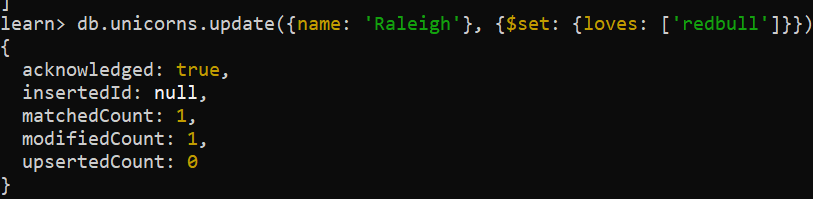 ]
learn> db.unicorns.update({name: 'Raleigh'}, {$set: {loves: ['redbull']}})
{
  acknowledged: true,
  insertedId: null,
  matchedCount: 1,
  modifiedCount: 1,
  upsertedCount: 0
}